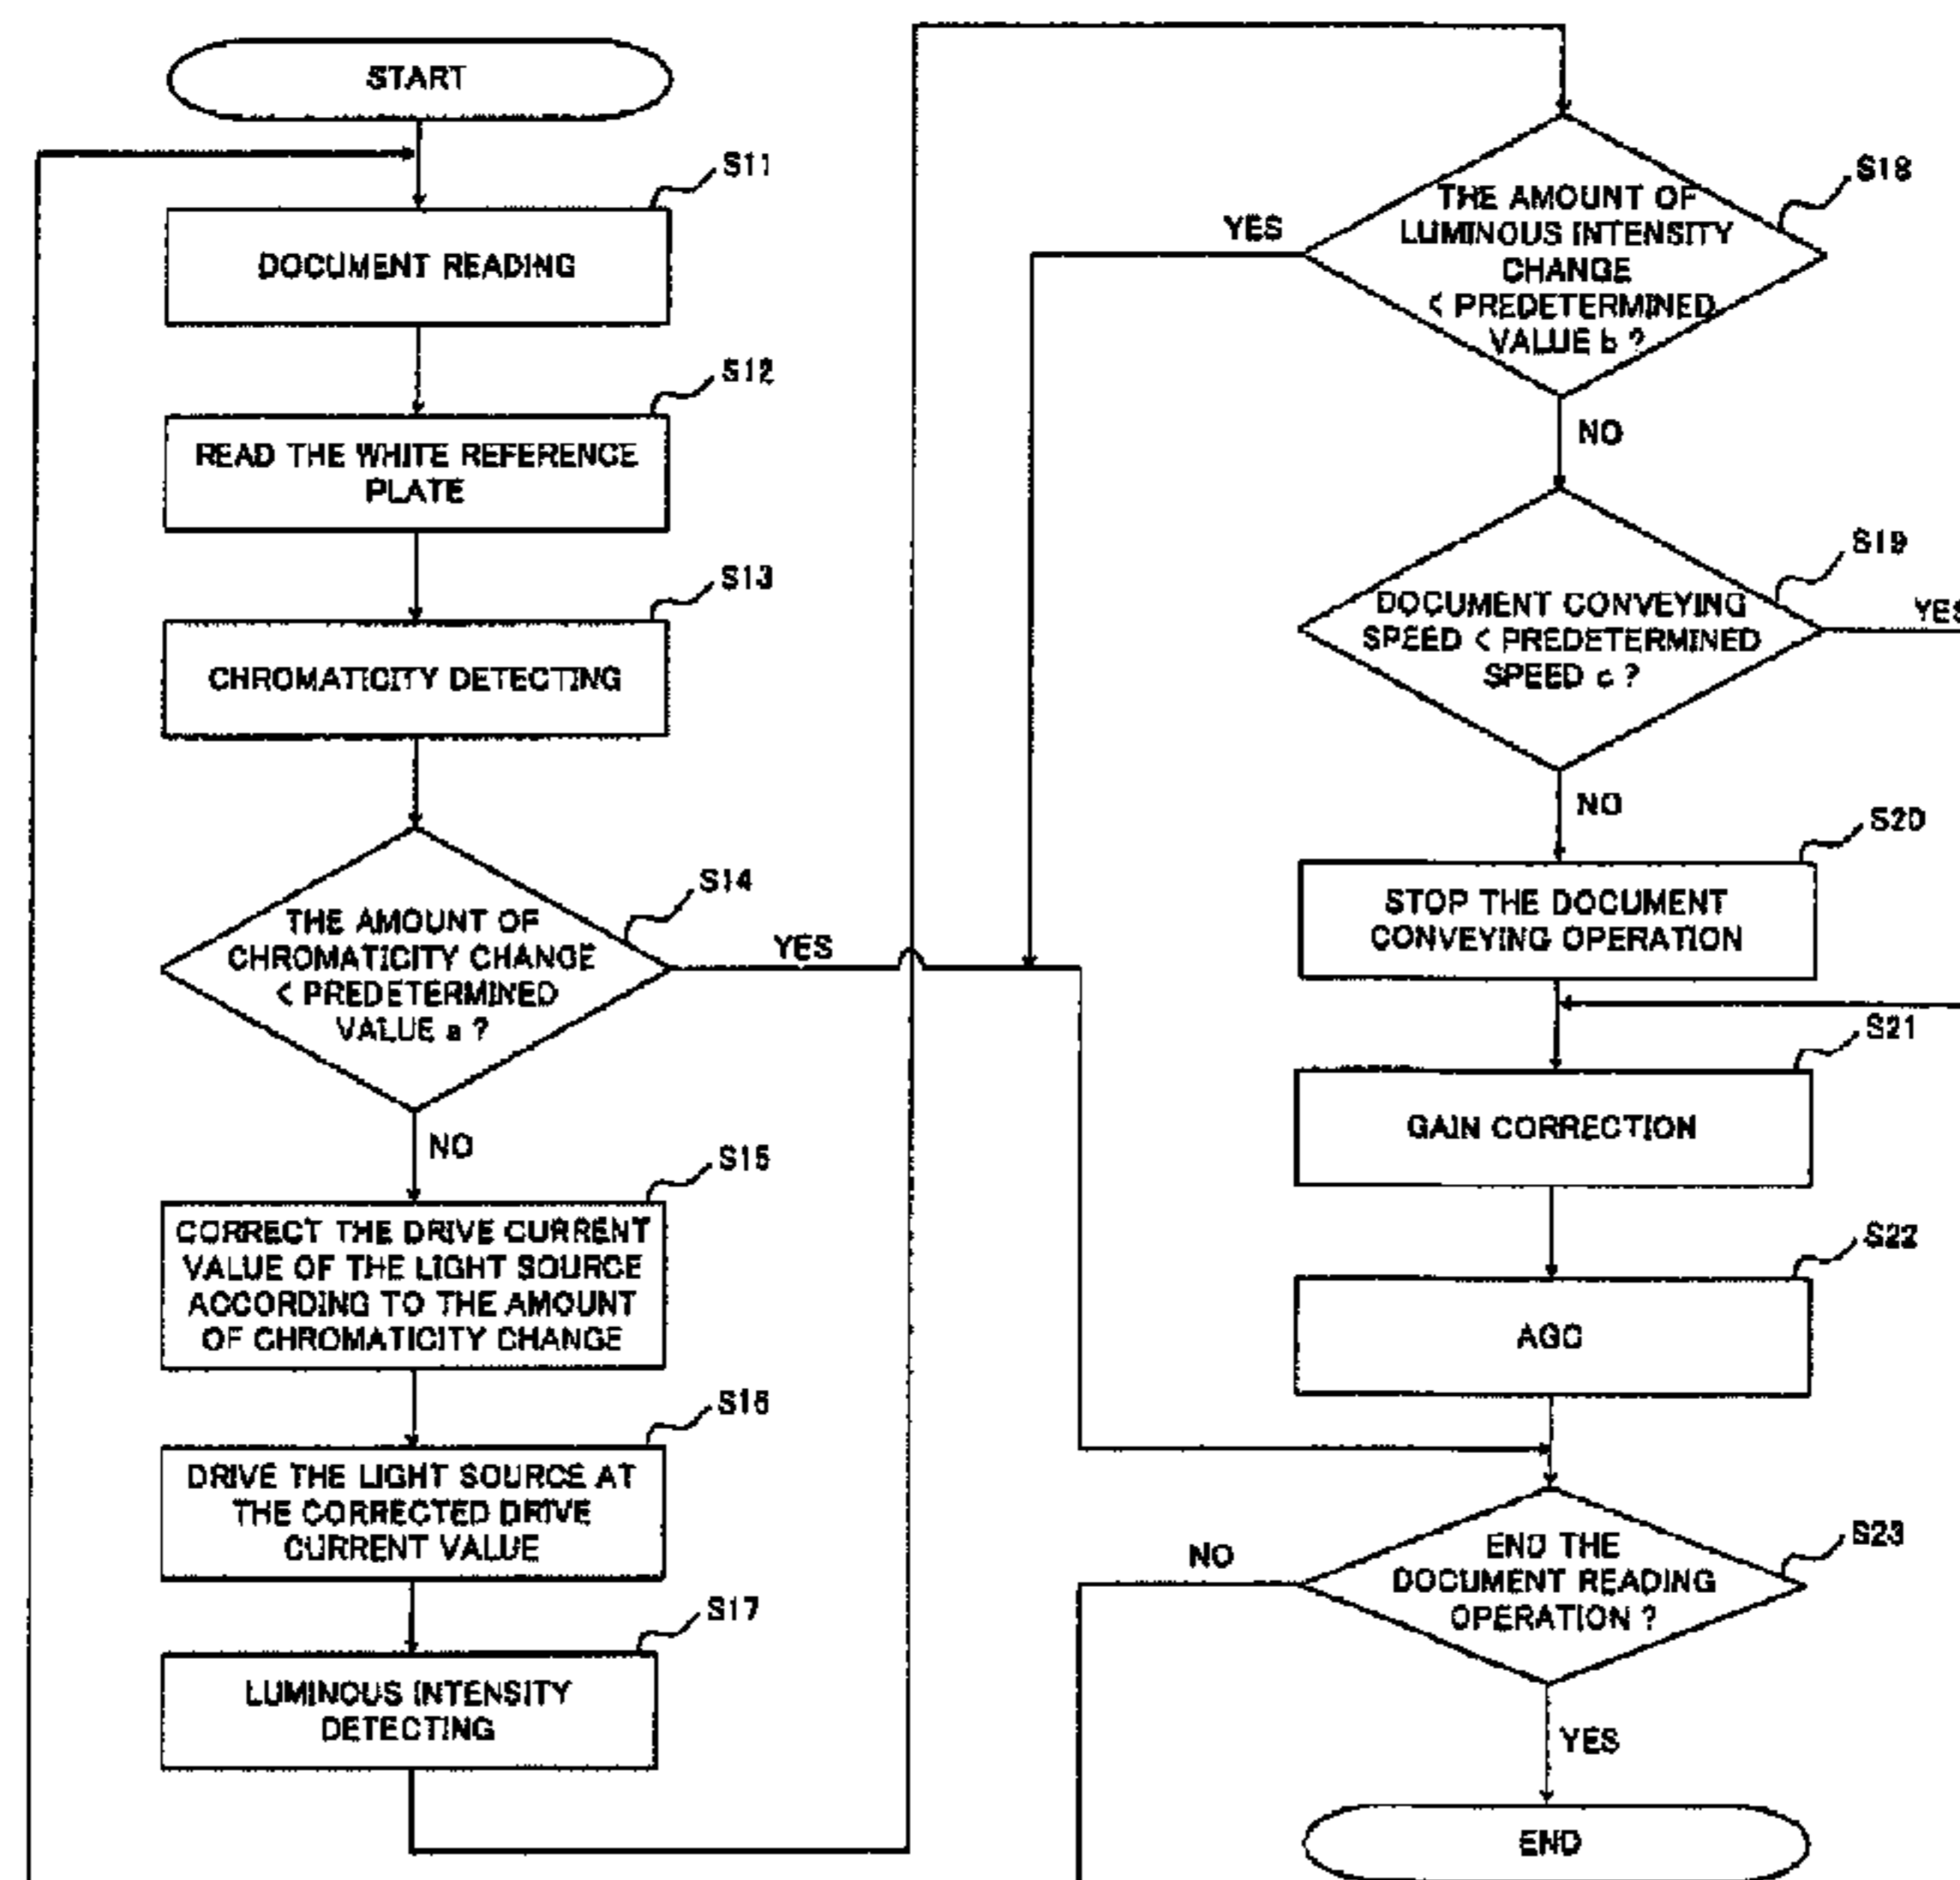 START
S11
DOCUMENT READING
S12
READ THE WHITE REFERENCE
PLATE
S13
CHROMATICITY DETECTING
S14
THE AMOUNT OF
CHROMATICITY CHANGE
< PREDETERMINED
VALUE a ?
YES
NO
S15
CORRECT THE DRIVE CURRENT
VALUE OF THE LIGHT SOURCE
ACCORDING TO THE AMOUNT
OF CHROMATICITY CHANGE
S16
DRIVE THE LIGHT SOURCE AT
THE CORRECTED DRIVE
CURRENT VALUE
S17
LUMINOUS INTENSITY
DETECTING
S18
THE AMOUNT OF
LUMINOUS INTENSITY
CHANGE
< PREDETERMINED
VALUE b ?
YES
NO
S19
DOCUMENT CONVEYING
SPEED < PREDETERMINED
SPEED c ?
YES
NO
S20
STOP THE DOCUMENT
CONVEYING OPERATION
S21
GAIN CORRECTION
S22
AGC
S23
END THE
DOCUMENT READING
OPERATION ?
NO
YES
END